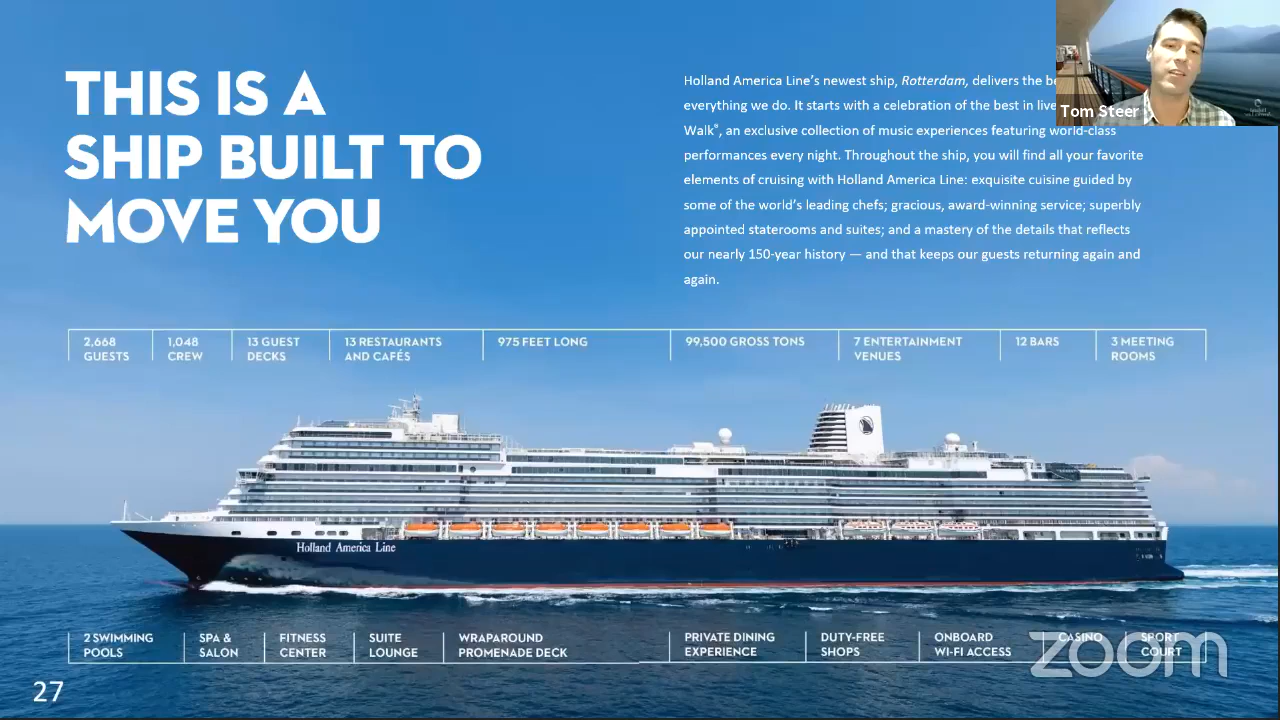 THIS IS A
SHIP BUILT TO
MOVE YOU
Holland America Line's newest ship, Rotterdam, delivers the
everything we do. It starts with a celebration of the best in live
Walk®, an exclusive collection of music experiences featuring world-class
performances every night. Throughout the ship, you will find all your favorite
elements of cruising with Holland America Line: exquisite cuisine guided by
some of the world's leading chefs; gracious, award-winning service; superbly
appointed staterooms and suites; and a mastery of the details that reflects
our nearly 150-year history — and that keeps our guests returning again and
again.
Tom Steer
2,668
GUESTS
1,048
CREW
13 GUEST
DECKS
13 RESTAURANTS
AND CAFÉS
975 FEET LONG
99,500 GROSS TONS
7 ENTERTAINMENT
VENUES
12 BARS
3 MEETING
ROOMS
Holland America Line
2 SWIMMING
POOLS
SPA &
SALON
FITNESS
CENTER
SUITE
LOUNGE
WRAPAROUND
PROMENADE DECK
PRIVATE DINING
EXPERIENCE
DUTY-FREE
SHOPS
ONBOARD
WI-FI ACCESS
CASINO
SPORT
COURT
zoom
27